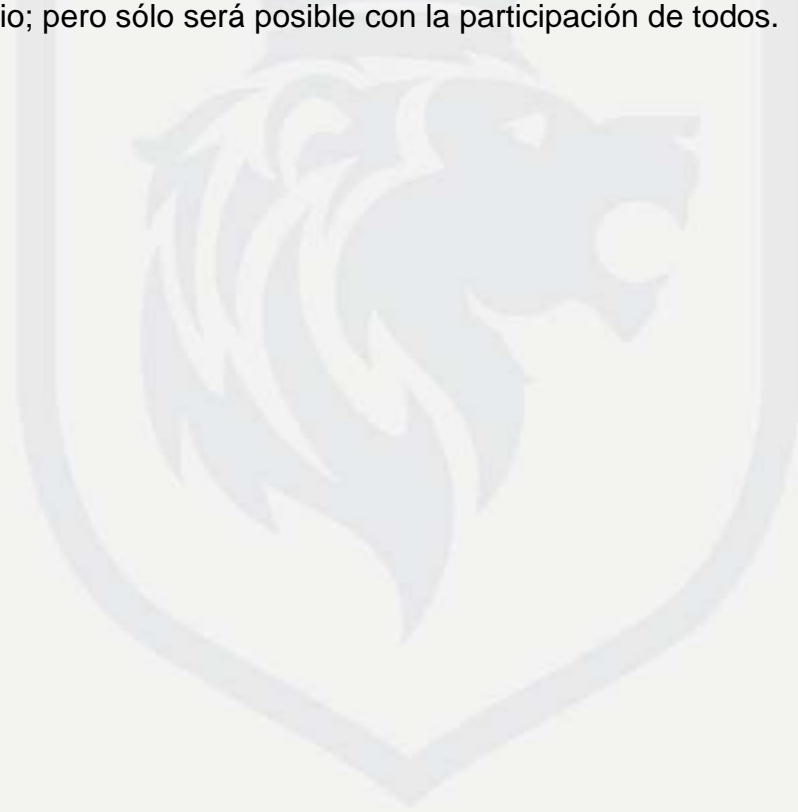 io; pero sólo será posible con la participación de todos.